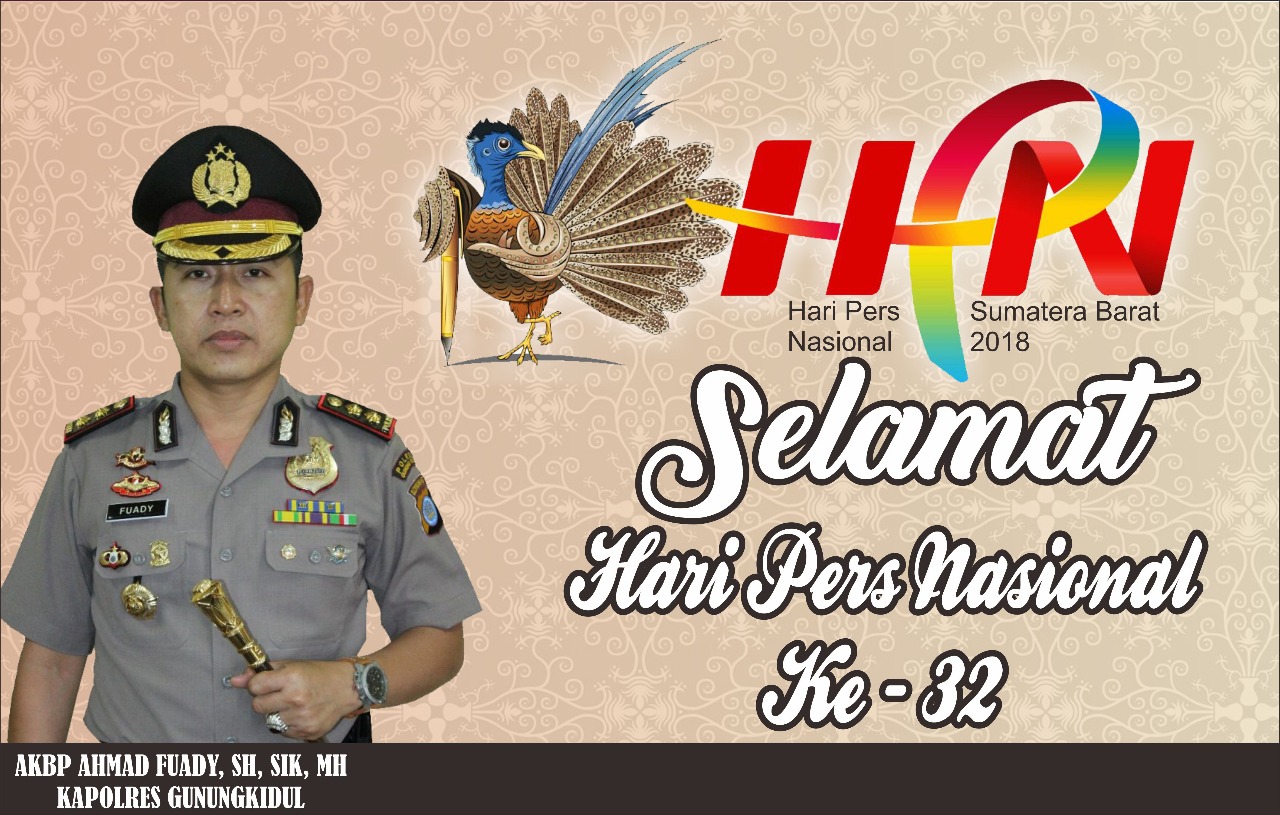 HPN
Hari Pers
Nasional
Sumatera Barat
2018
Selamat
Hari Pers Nasional
Ke - 32
FUADY
AKBP AHMAD FUADY, SH, SIK, MH
KAPOLRES GUNUNGKIDUL